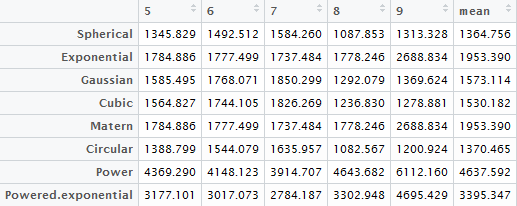 5 6 7 8 9 mean
Spherical 1345.829 1492.512 1584.260 1087.853 1313.328 1364.756
Exponential 1784.886 1777.499 1737.484 1778.246 2688.834 1953.390
Gaussian 1585.495 1768.071 1850.299 1292.079 1369.624 1573.114
Cubic 1564.827 1744.105 1826.269 1236.830 1278.881 1530.182
Matern 1784.886 1777.499 1737.484 1778.246 2688.834 1953.390
Circular 1388.799 1544.079 1635.957 1082.567 1200.924 1370.465
Power 4369.290 4148.123 3914.707 4643.682 6112.160 4637.592
Powered.exponential 3177.101 3017.073 2784.187 3302.948 4695.429 3395.347